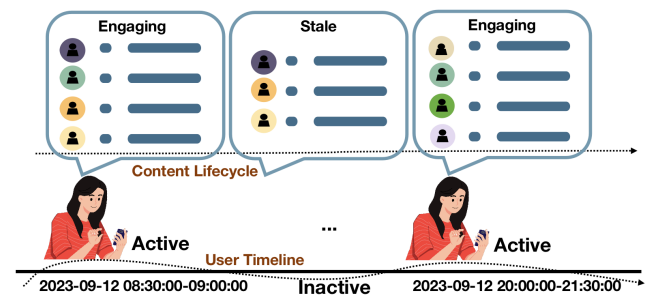 Engaging
Stale
Engaging
Content Lifecycle
Active
...
Active
User Timeline
2023-09-12 08:30:00-09:00:00
Inactive
2023-09-12 20:00:00-21:30:00